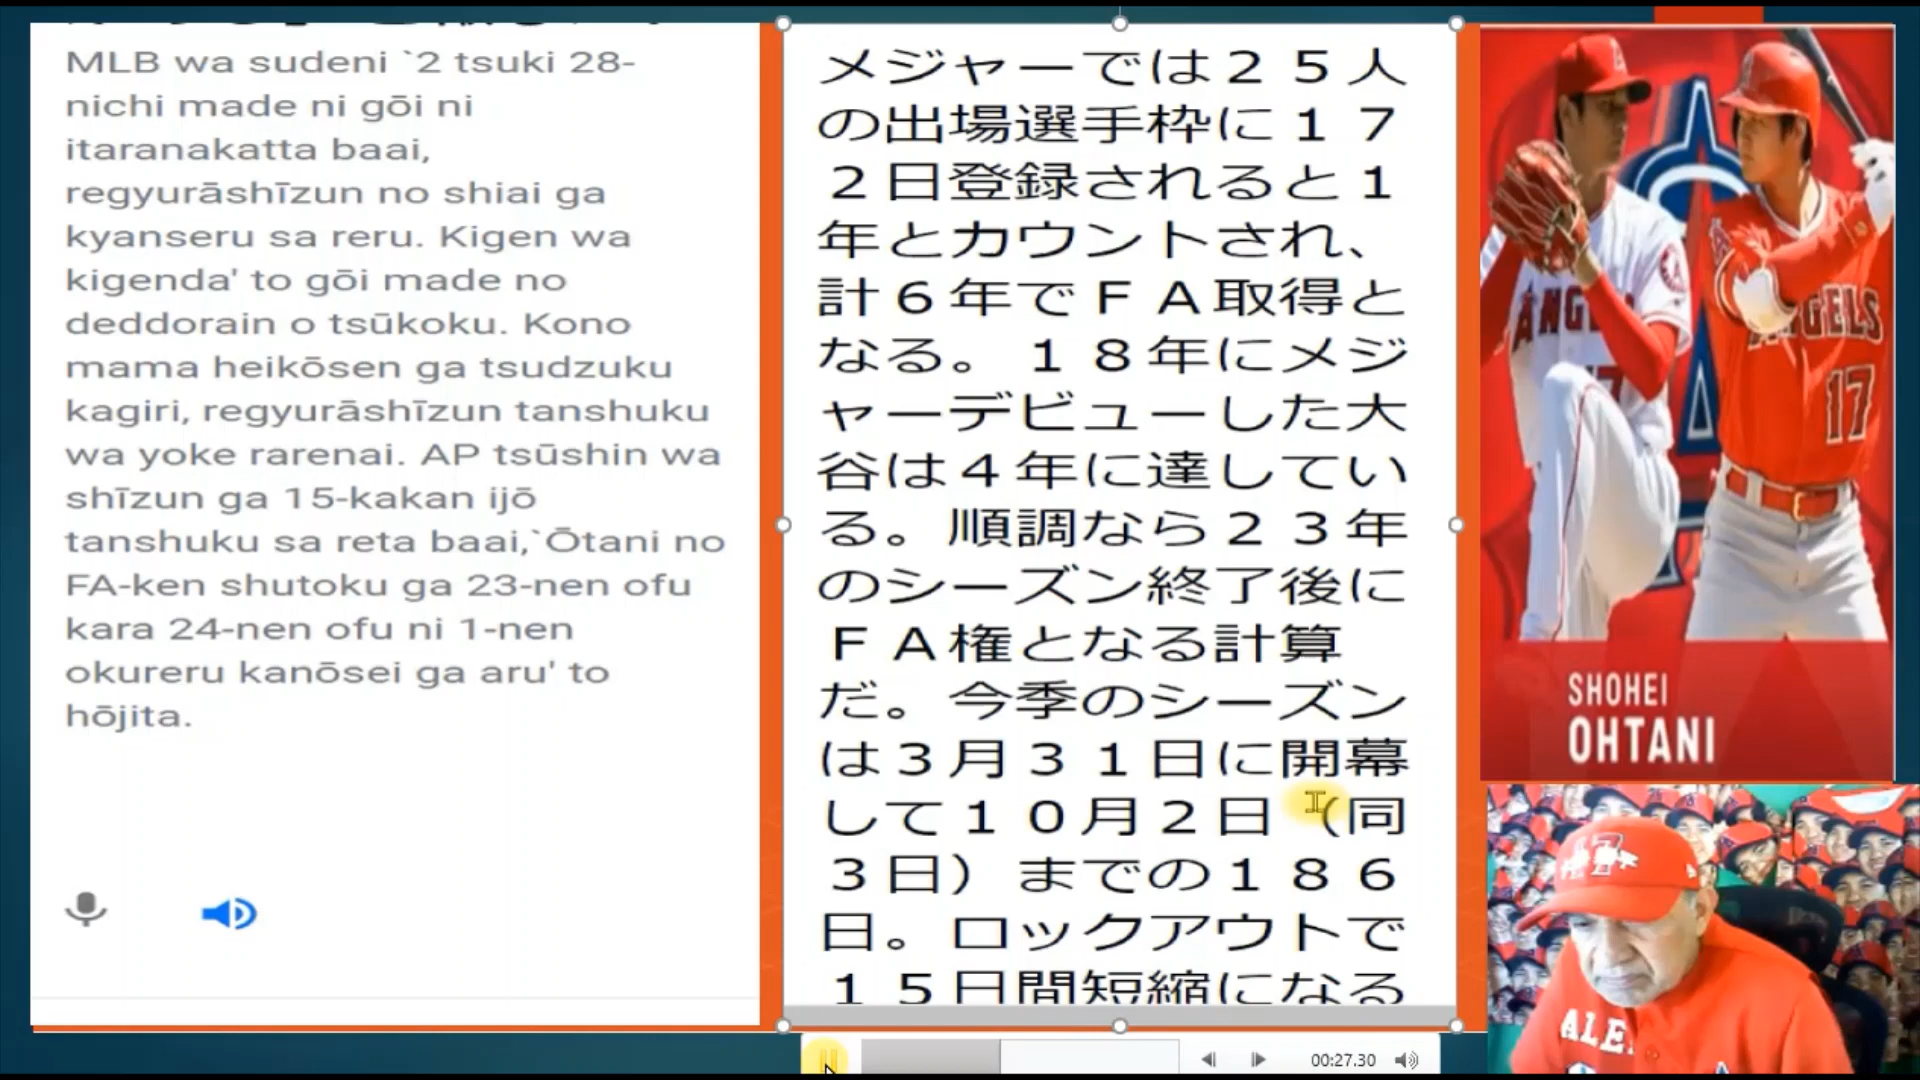 MLB wa sudeni `2 tsuki 28-
nichi made ni gōi ni
itaranakatta baai,
regyurāshīzun no shiai ga
kyanseru sa reru. Kigen wa
kigenda' to gōi made no
deddorain o tsūkoku. Kono
mama heikōsen ga tsudzuku
kagiri, regyurāshīzun tanshuku
wa yoke rarenai. AP tsūshin wa
shīzun ga 15-kakan ijō
tanshuku sa reta baai,`Ōtani no
FA-ken shutoku ga 23-nen ofu
kara 24-nen ofu ni 1-nen
okureru kanōsei ga aru' to
hōjita.
メジャーでは２５人
の出場選手枠に１７
２日登録されると１
年とカウントされ、
計６年でＦＡ取得と
なる。１８年にメジ
ャーデビューした大
谷は４年に達してい
る。順調なら２３年
のシーズン終了後に
ＦＡ権となる計算
だ。今季のシーズン
は３月３１日に開幕
して１０月２日（同
３日）までの１８６
日。ロックアウトで
１５日間短縮になる
00:27.30
ANGELS
17
SHOHEI
OHTANI